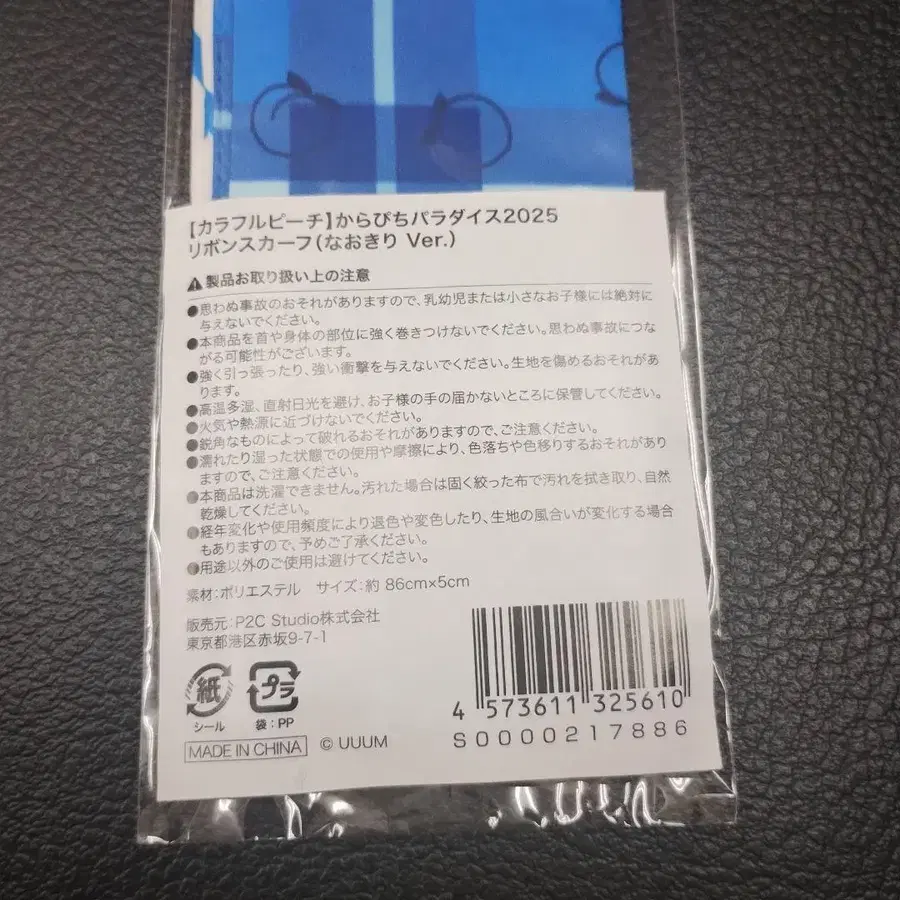 【カラフルピーチ】からぴちパラダイス2025
リボンスカーフ(なおきり Ver.)
製品お取り扱い上の注意
●思わぬ事故のおそれがありますので、乳幼児または小さなお子様には絶対に
与えないでください。
●本商品を首や身体の部位に強く巻きつけないでください。思わぬ事故につな
がる可能性がございます。
●強く引っ張ったり、強い衝撃を与えないでください。生地を傷めるおそれがあ
ります。
●高温多湿、直射日光を避け、お子様の手の届かないところに保管してください。
●火気や熱源に近づけないでください。
●鋭角なものによって破れるおそれがありますので、ご注意ください。
●濡れたり湿った状態での使用や摩擦により、色落ちや色移りするおそれがあり
ますので、ご注意ください。
●本商品は洗濯できません。汚れた場合は固く絞った布で汚れを拭き取り、自然
乾燥してください。
●経年変化や使用頻度により退色や変色したり、生地の風合いが変化する場合
もありますので、予めご了承ください。
●用途以外のご使用は避けてください。
素材:ポリエステル サイズ:約 86cm×5cm
販売元:P2C Studio株式会社
東京都港区赤坂9-7-1
紙 プラ
シール 袋:PP
MADE IN CHINA © UUUM
4 573611 325610
S0000217886